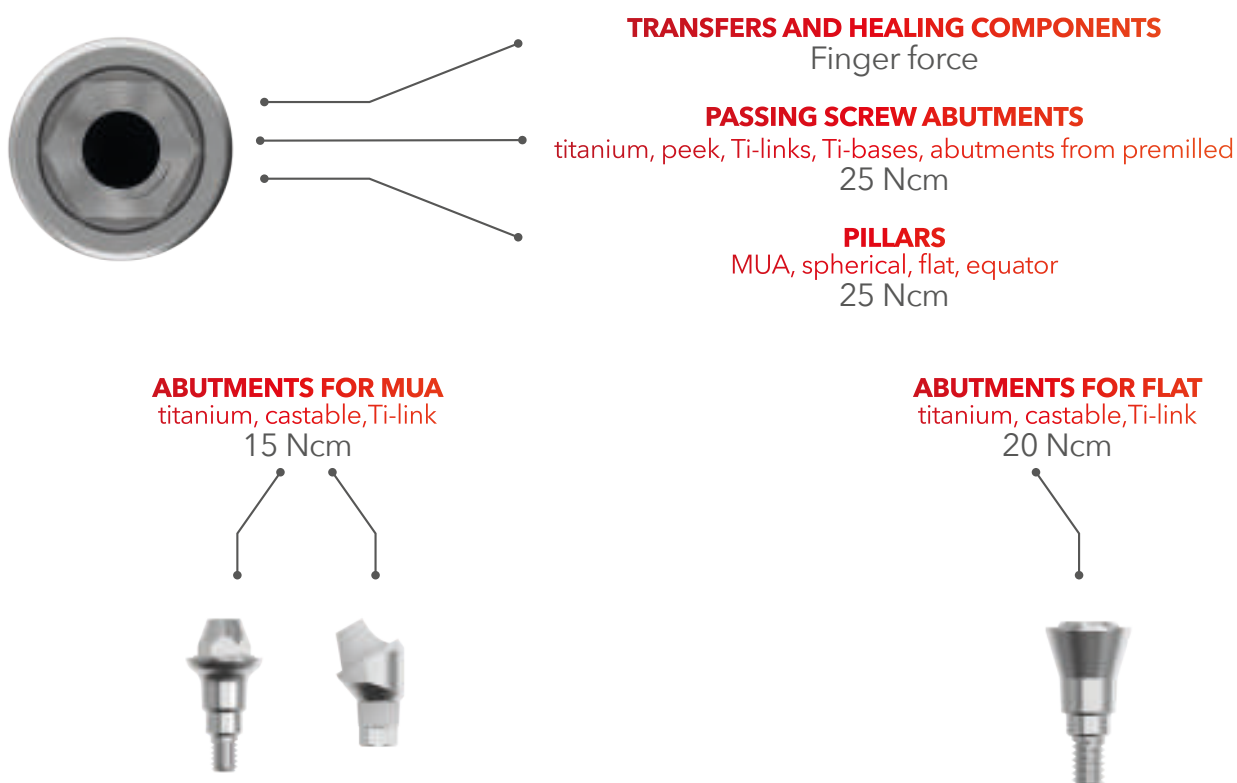 TRANSFERS AND HEALING COMPONENTS
Finger force
PASSING SCREW ABUTMENTS
titanium, peek, Ti-links, Ti-bases, abutments from premilled
25 Ncm
PILLARS
MUA, spherical, flat, equator
25 Ncm
ABUTMENTS FOR MUA
titanium, castable,Ti-link
15 Ncm
ABUTMENTS FOR FLAT
titanium, castable,Ti-link
20 Ncm